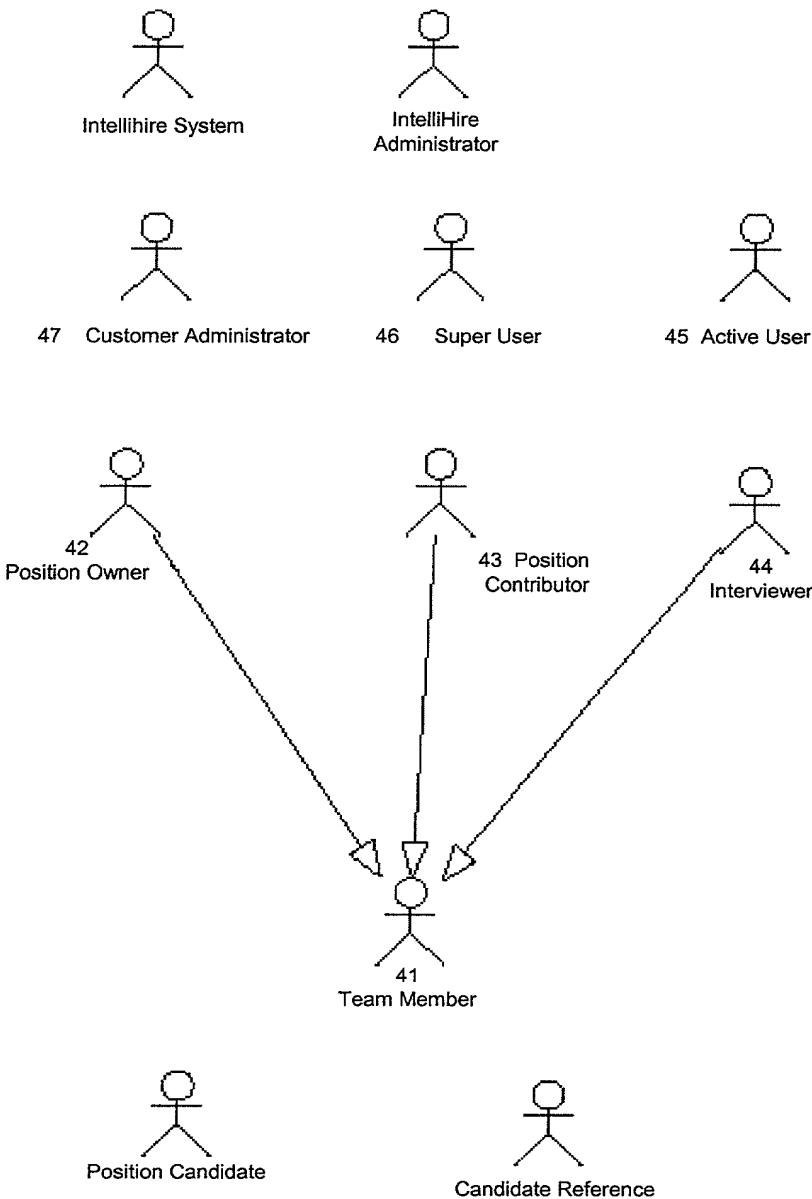 Intellihire System
IntelliHire
Administrator
47 Customer Administrator
46 Super User
45 Active User
42
Position Owner
43 Position
Contributor
44
Interviewer
41
Team Member
Position Candidate
Candidate Reference